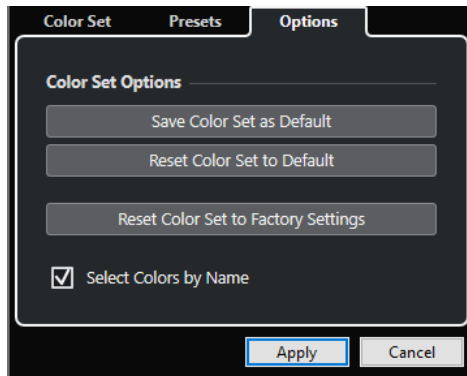 Color Set Presets Options
Color Set Options
Save Color Set as Default
Reset Color Set to Default
Reset Color Set to Factory Settings
Select Colors by Name
Apply Cancel